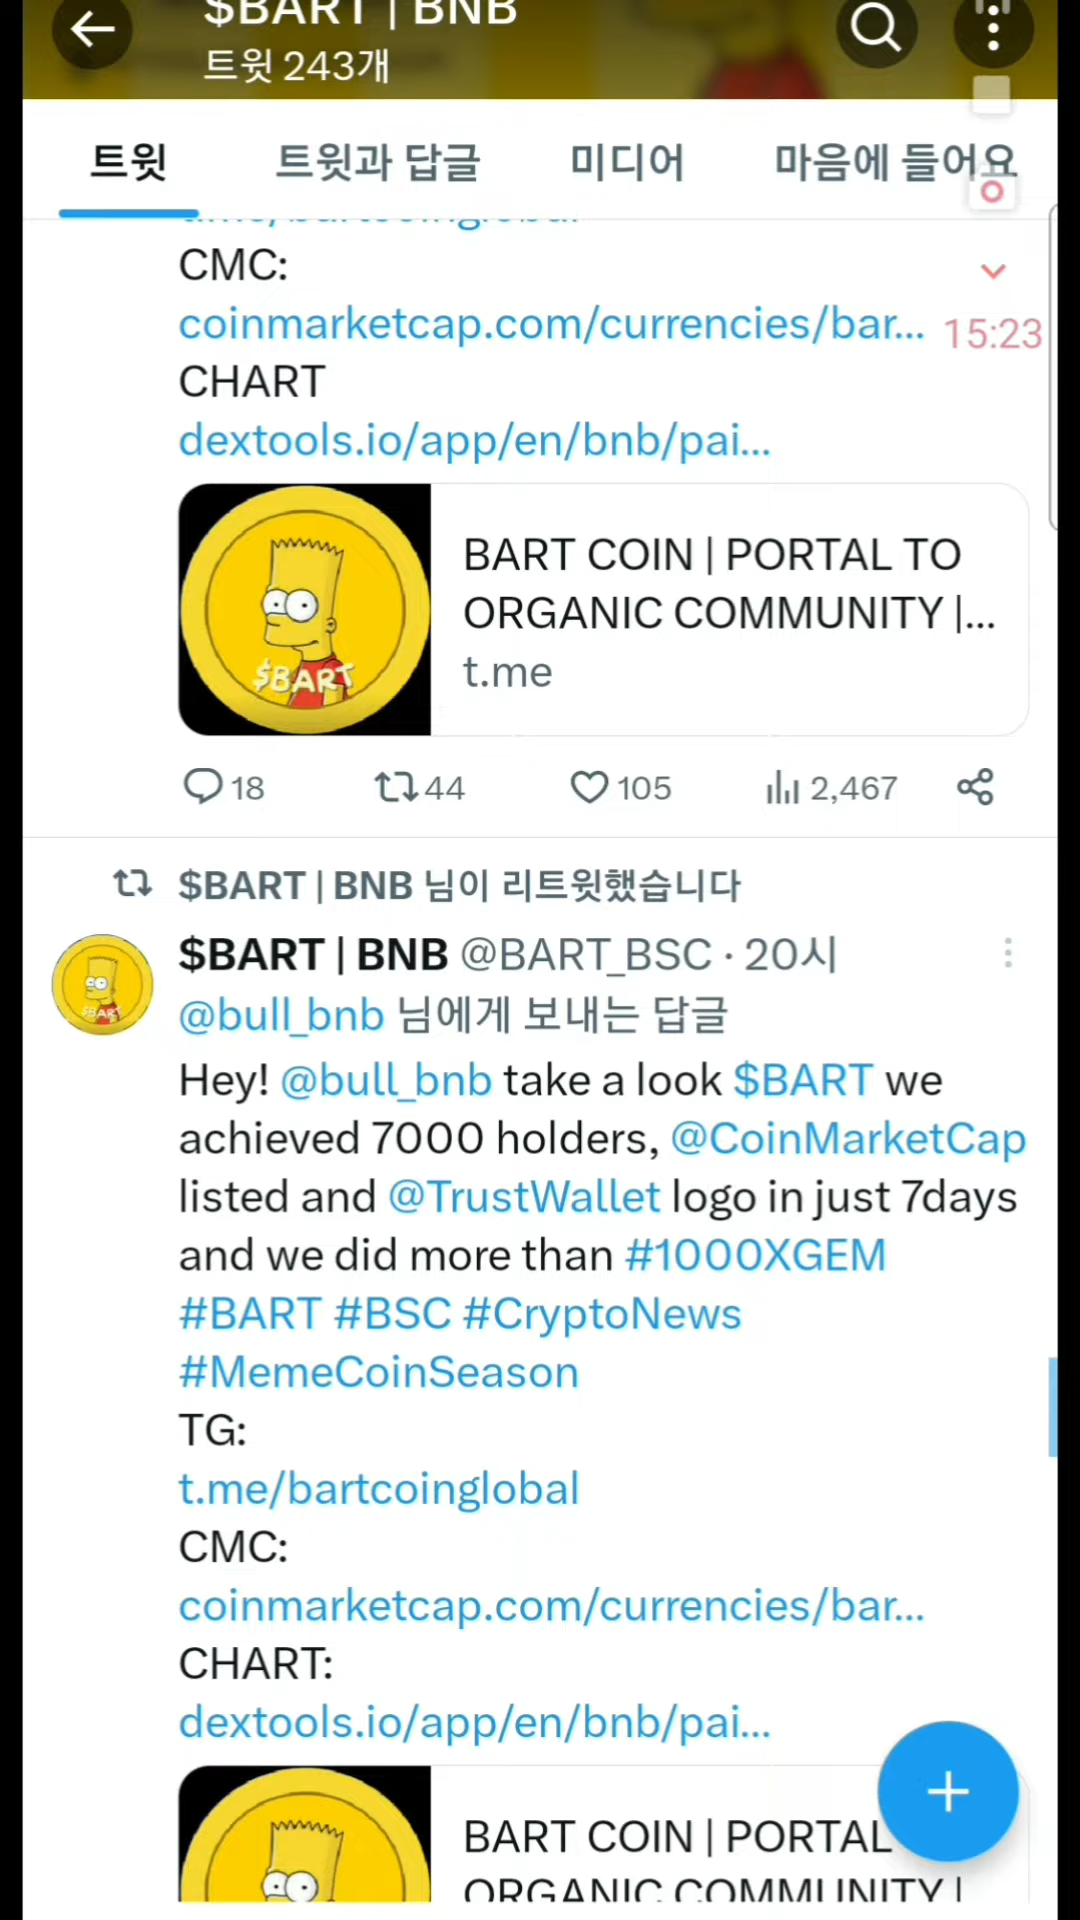 $BART | BNB
트윗 243개
트윗
트윗과 답글
미디어
마음에 들어요
CMC:
coinmarketcap.com/currencies/bar...
15:23
CHART
dextools.io/app/en/bnb/pai...
$BART
BART COIN | PORTAL TO
ORGANIC COMMUNITY |...
t.me
18
44
105
2,467
$BART | BNB 님이 리트윗했습니다
$BART | BNB @BART_BSC · 20시
$BART
@bull_bnb 님에게 보내는 답글
Hey! @bull_bnb take a look $BART we
achieved 7000 holders, @CoinMarketCap
listed and @TrustWallet logo in just 7days
and we did more than #1000XGEM
#BART #BSC #CryptoNews
#MemeCoinSeason
TG:
t.me/bartcoinglobal
CMC:
coinmarketcap.com/currencies/bar...
CHART:
dextools.io/app/en/bnb/pai...
BART COIN | PORTAL
ORGANIC COMMUNITY |